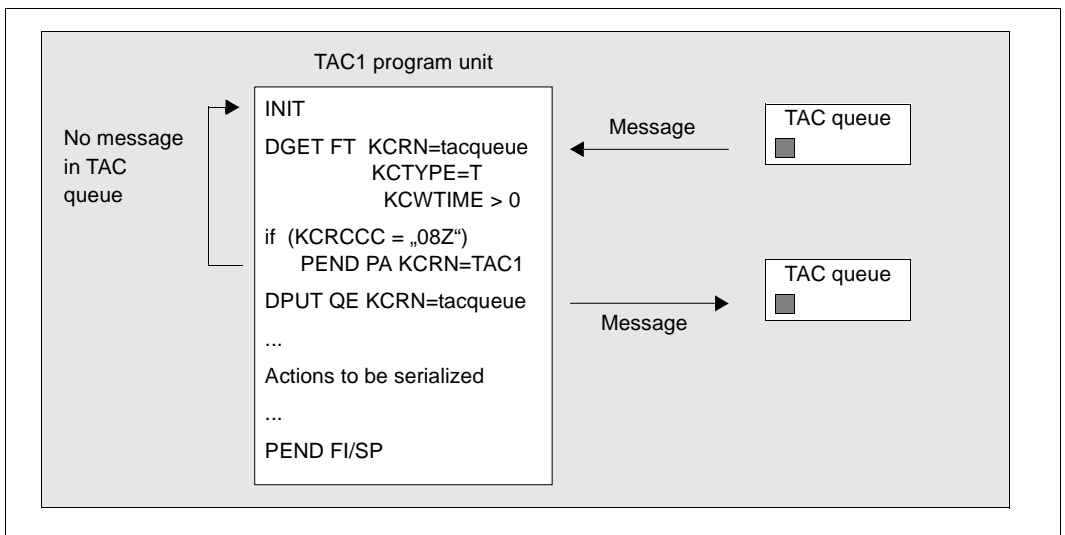 TAC1 program unit
No message
in TAC
queue
INIT
DGET FT KCRN=tacqueue
KCTYPE=T
KCWTIME > 0
if (KCRCCC = „08Z“)
PEND PA KCRN=TAC1
DPUT QE KCRN=tacqueue
...
Actions to be serialized
...
PEND FI/SP
Message
TAC queue
Message
TAC queue